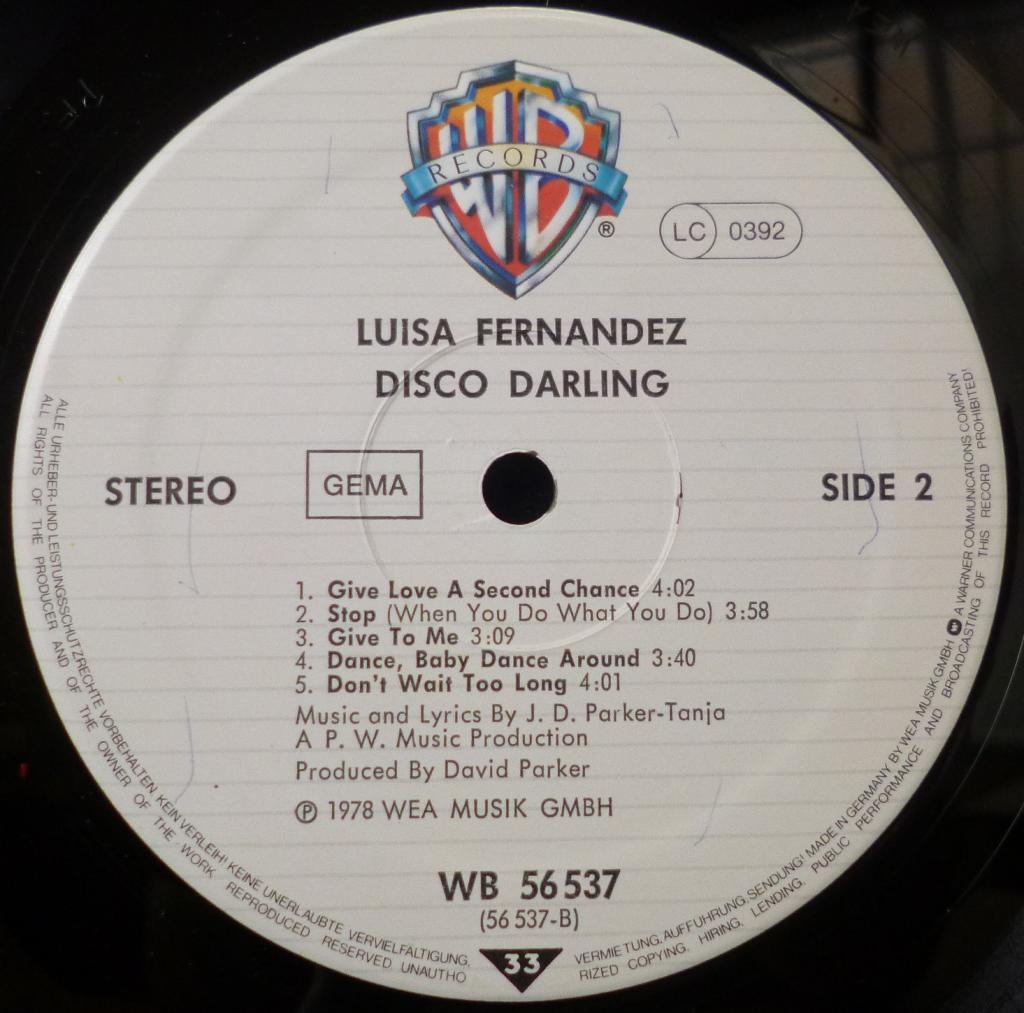 WB
RECORDS
®
LC 0392
LUISA FERNANDEZ
DISCO DARLING
STEREO
GEMA
SIDE 2
1. Give Love A Second Chance 4:02
2. Stop (When You Do What You Do) 3:58
3. Give To Me 3:09
4. Dance, Baby Dance Around 3:40
5. Don't Wait Too Long 4:01
Music and Lyrics By J. D. Parker-Tanja
A P. W. Music Production
Produced By David Parker
℗ 1978 WEA MUSIK GMBH
WB 56 537
(56 537-B)
33
ALLE URHEBER- UND LEISTUNGSSCHUTZRECHTE VORBEHALTEN KEIN VERLEIH! KEINE UNERLAUBTE VERVIELFALTIGUNG, VERMIETUNG, AUFFUHRUNG, SENDUNG! MADE IN GERMANY BY WEA MUSIK GMBH A WARNER COMMUNICATIONS COMPANY
ALL RIGHTS OF THE PRODUCER AND OF THE OWNER OF THE WORK REPRODUCED RESERVED UNAUTHORIZED COPYING, HIRING, LENDING, PUBLIC PERFORMANCE AND BROADCASTING OF THIS RECORD PROHIBITED!